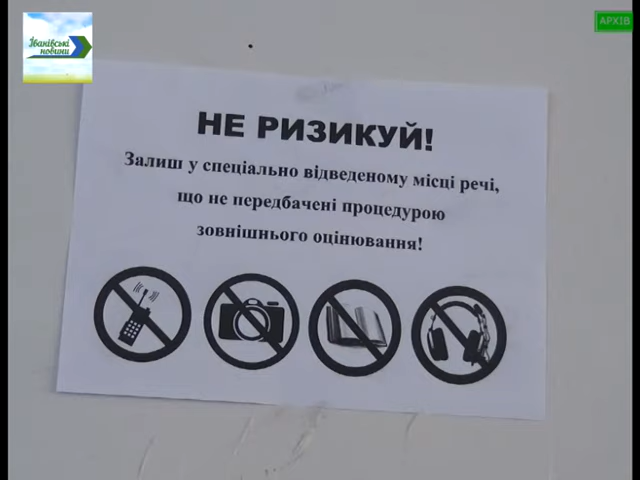 Іванівські
новини
АРХІВ
НЕ РИЗИКУЙ!
Залиш у спеціально відведеному місці речі,
що не передбачені процедурою
зовнішнього оцінювання!